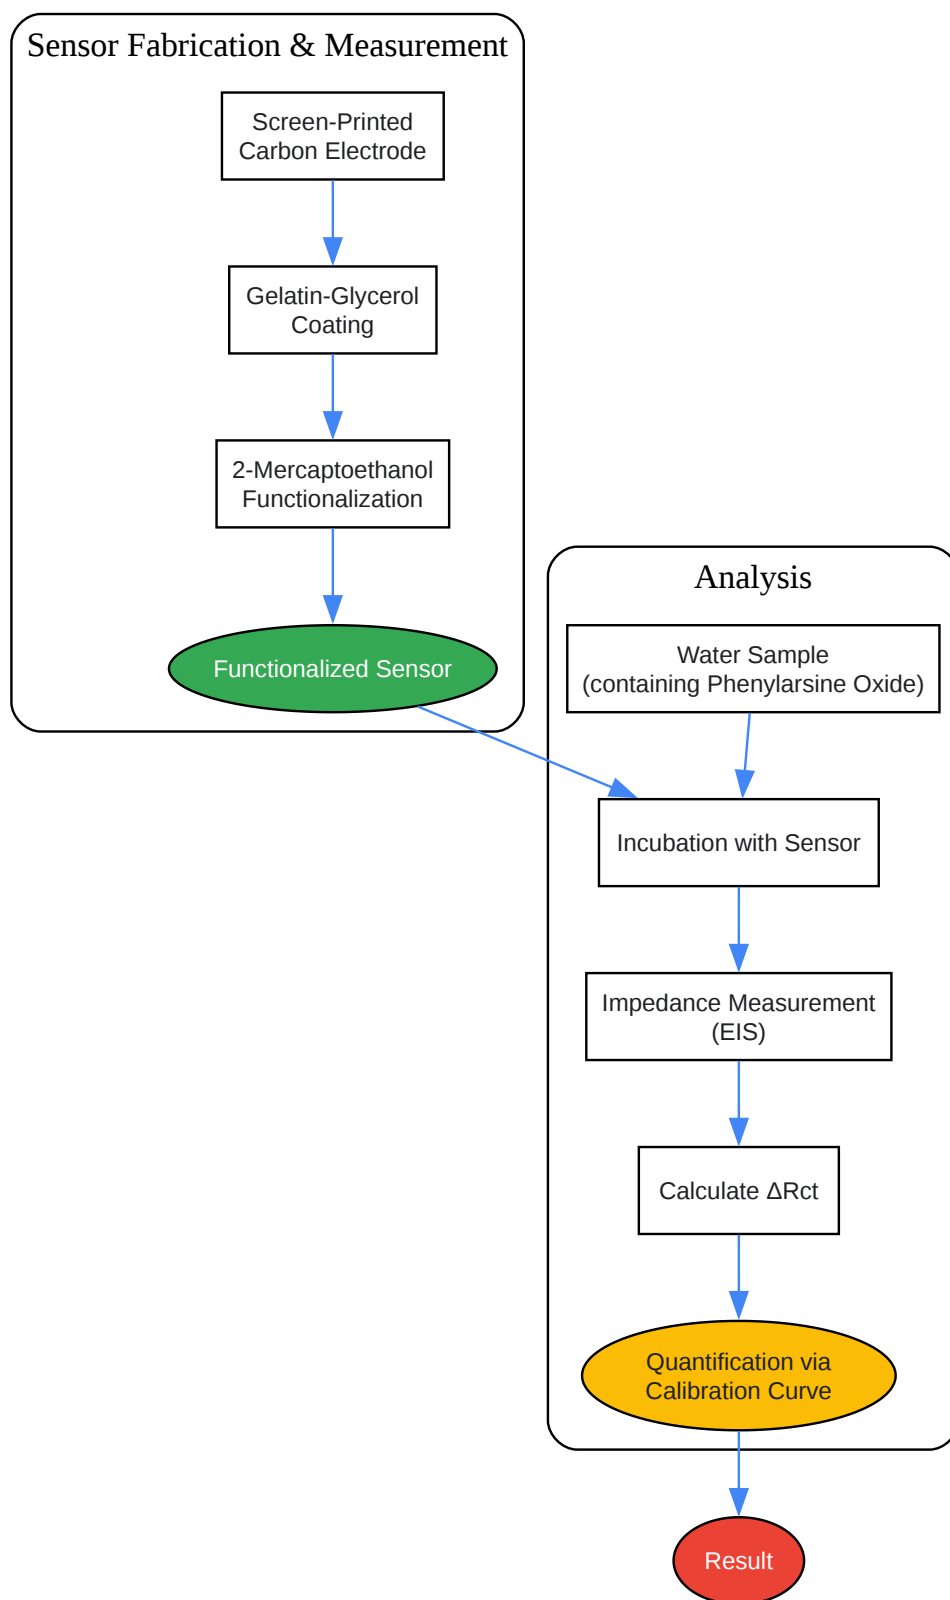 Sensor Fabrication & Measurement
Screen-Printed
Carbon Electrode
Gelatin-Glycerol
Coating
2-Mercaptoethanol
Functionalization
Functionalized Sensor
Analysis
Water Sample
(containing Phenylarsine Oxide)
Incubation with Sensor
Impedance Measurement
(EIS)
Calculate ΔRct
Quantification via
Calibration Curve
Result